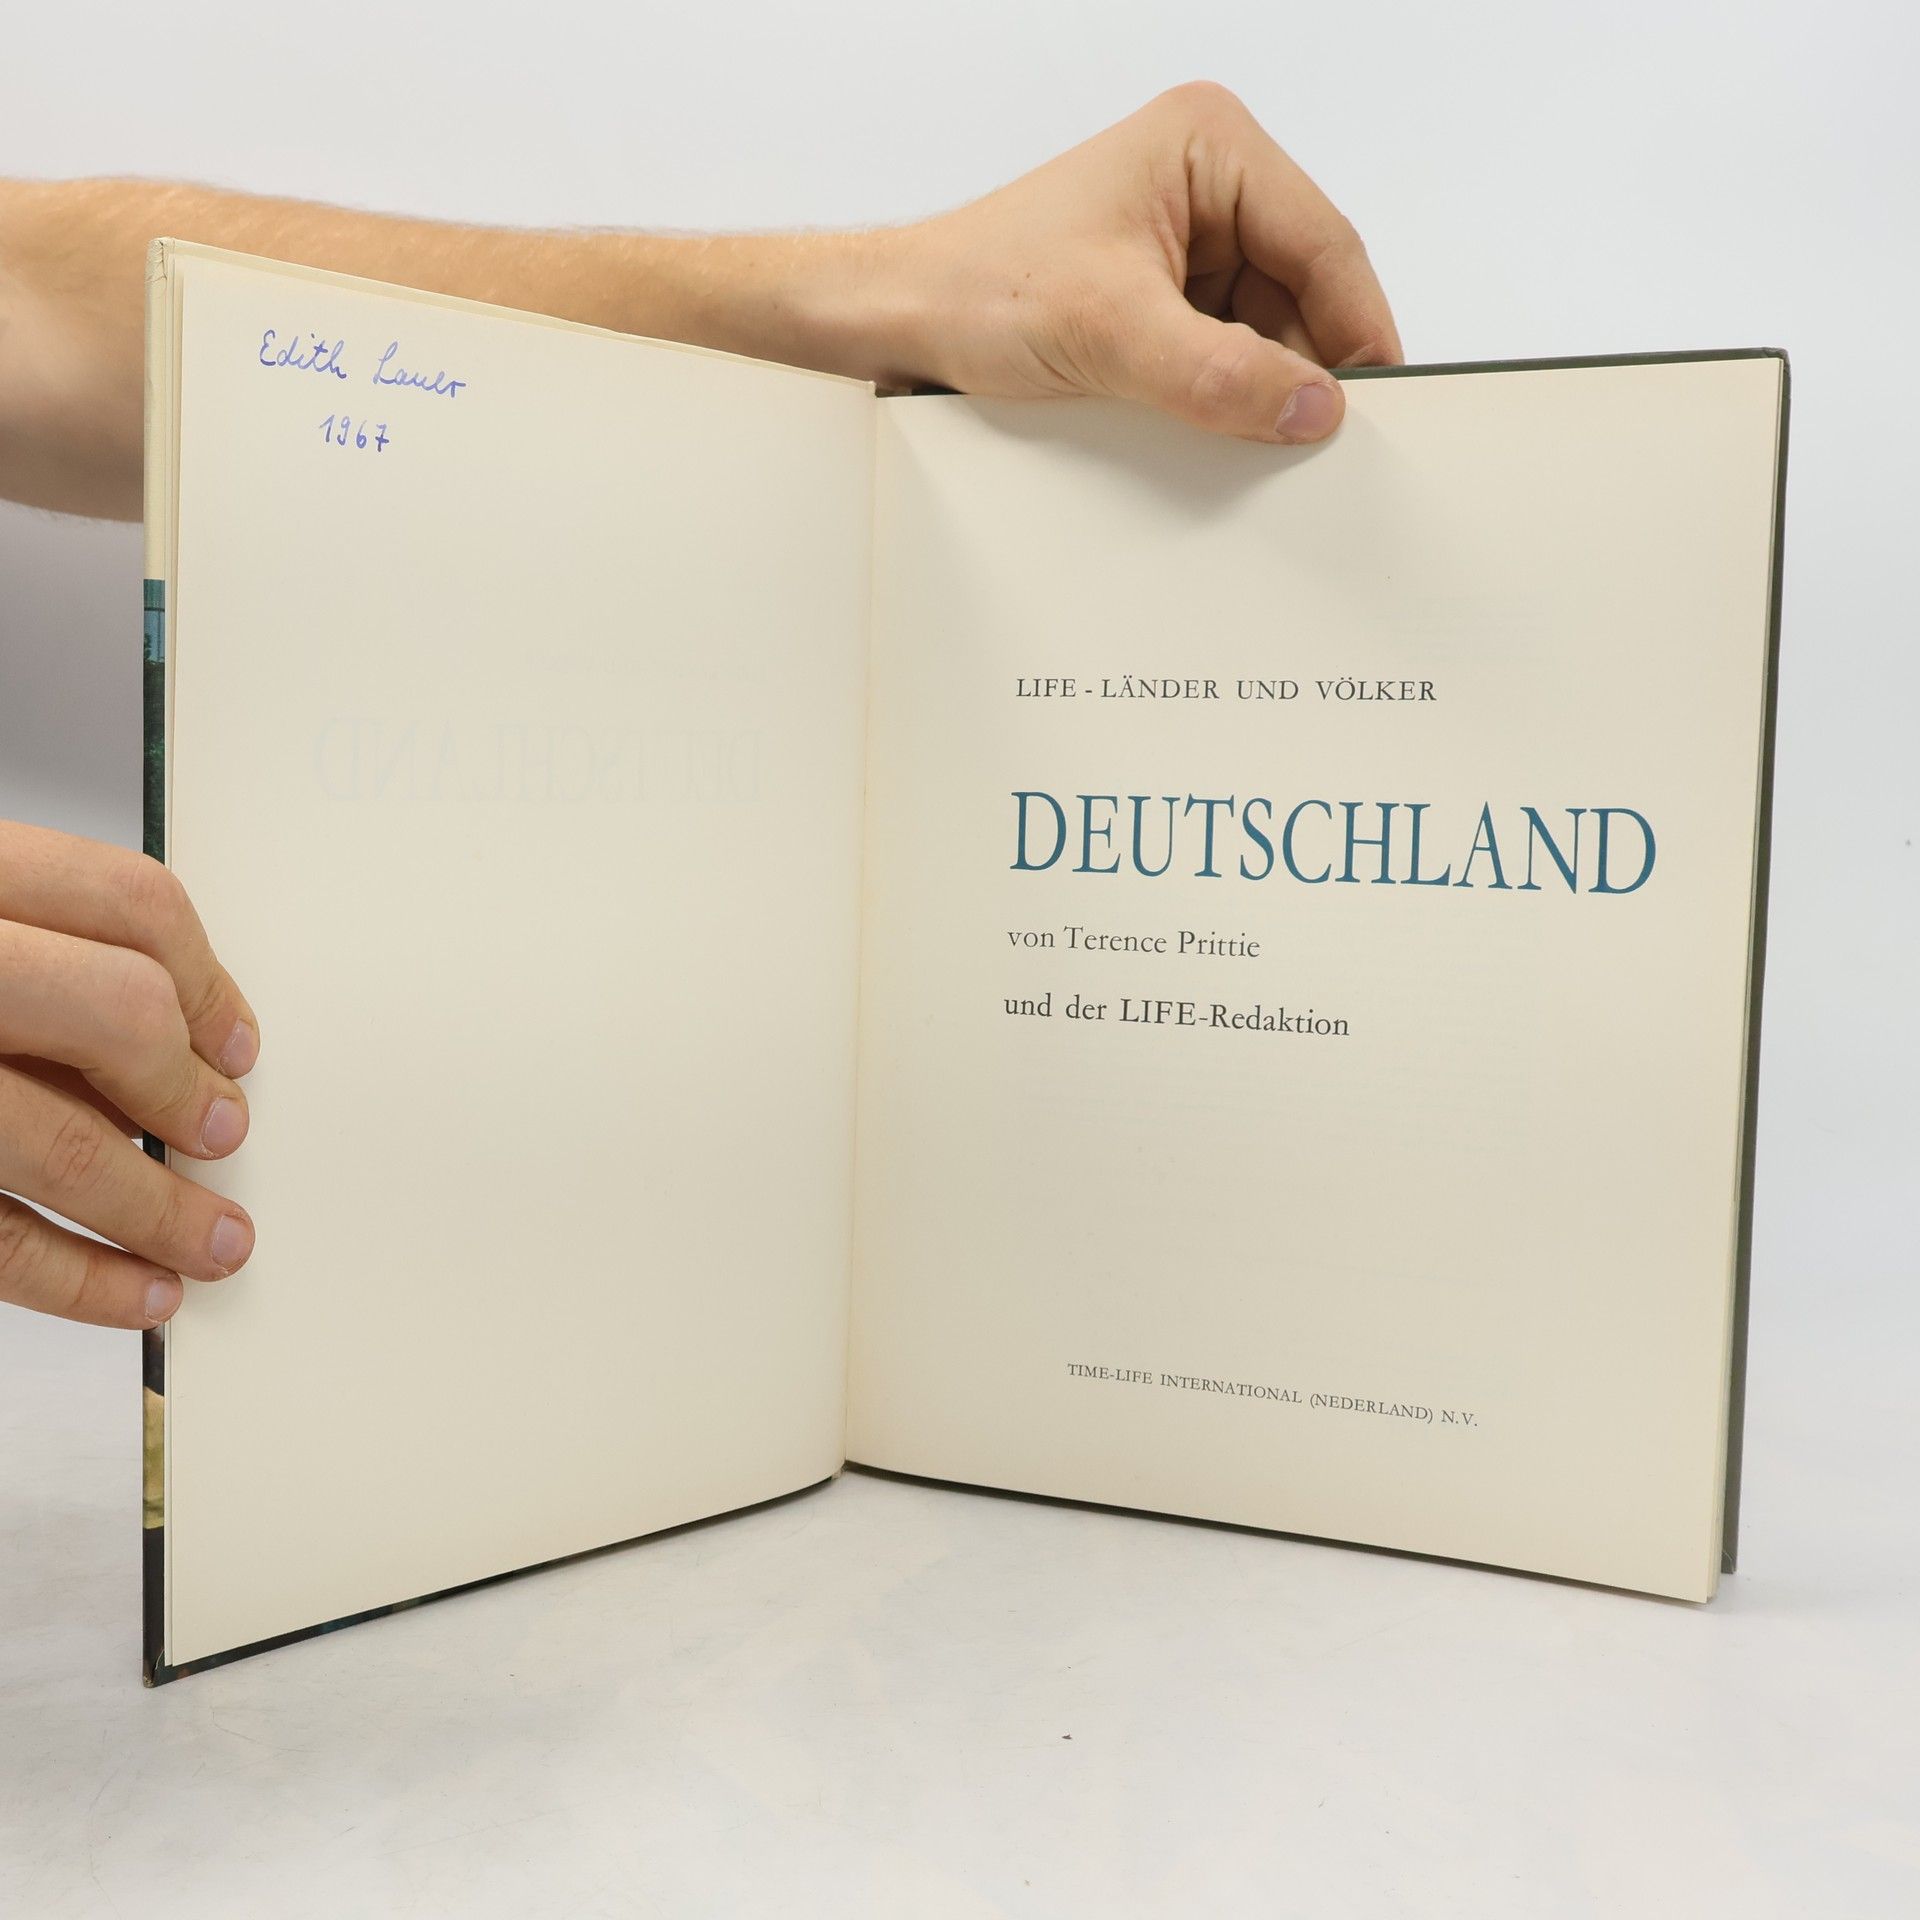 Edith Lauer
1967
LIFE - LÄNDER UND VÖLKER
DEUTSCHLAND
von Terence Prittie
und der LIFE-Redaktion
TIME-LIFE INTERNATIONAL (NEDERLAND) N.V.